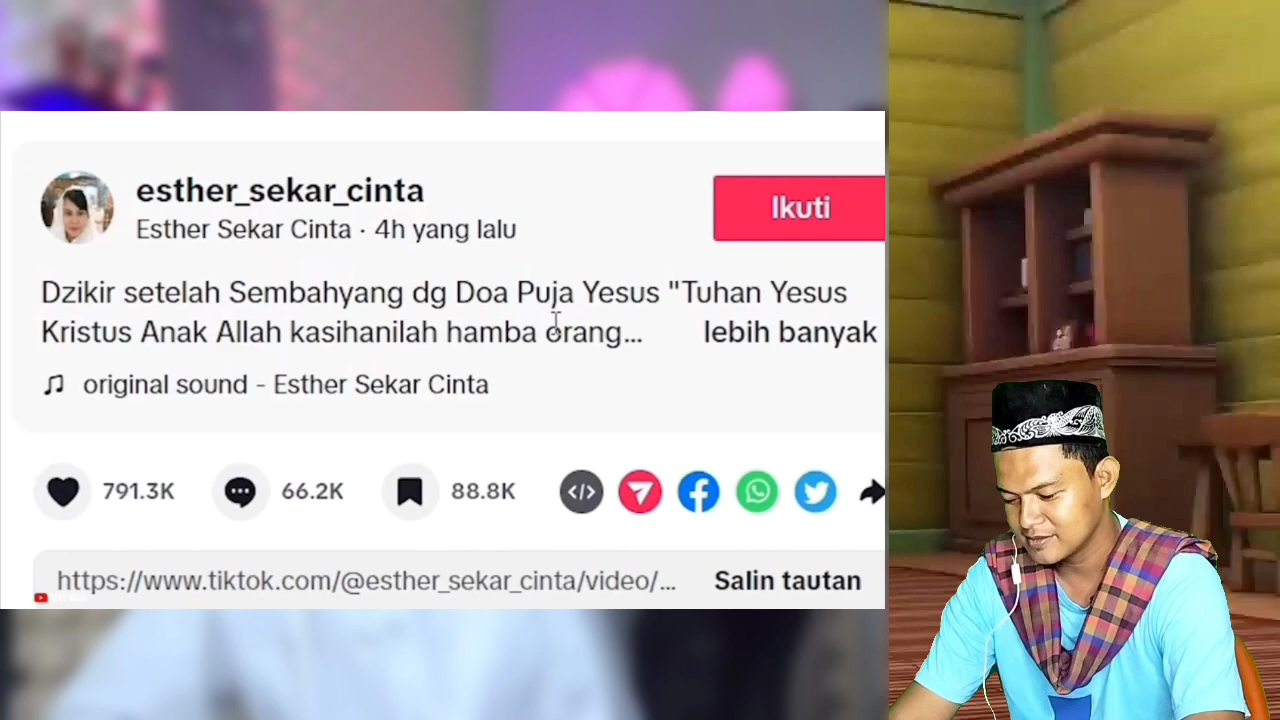 esther_sekar_cinta
Esther Sekar Cinta · 4h yang lalu
Ikuti
Dzikir setelah Sembahyang dg Doa Puja Yesus "Tuhan Yesus
Kristus Anak Allah kasihanilah hamba orang... lebih banyak
original sound - Esther Sekar Cinta
791.3K 66.2K 88.8K
https://www.tiktok.com/@esther_sekar_cinta/video/... Salin tautan